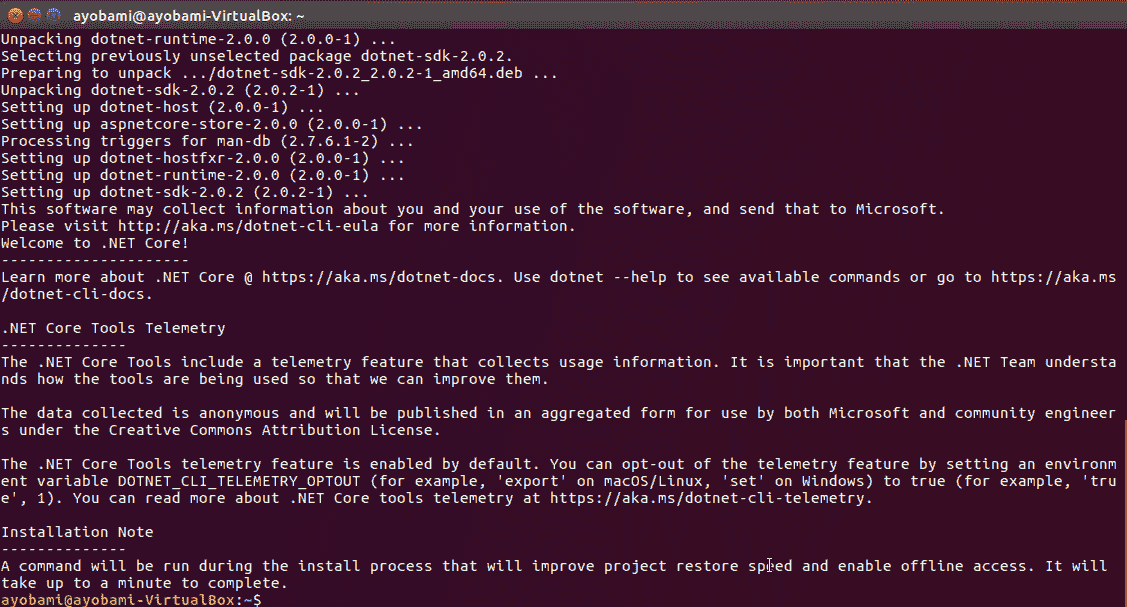 ayobami@ayobami-VirtualBox: ~
Unpacking dotnet-runtime-2.0.0 (2.0.0-1) ...
Selecting previously unselected package dotnet-sdk-2.0.2.
Preparing to unpack .../dotnet-sdk-2.0.2_2.0.2-1_amd64.deb ...
Unpacking dotnet-sdk-2.0.2 (2.0.2-1) ...
Setting up dotnet-host (2.0.0-1) ...
Setting up aspnetcore-store-2.0.0 (2.0.0-1) ...
Processing triggers for man-db (2.7.6.1-2) ...
Setting up dotnet-hostfxr-2.0.0 (2.0.0-1) ...
Setting up dotnet-runtime-2.0.0 (2.0.0-1) ...
Setting up dotnet-sdk-2.0.2 (2.0.2-1) ...
This software may collect information about you and your use of the software, and send that to Microsoft.
Please visit http://aka.ms/dotnet-cli-eula for more information.
Welcome to .NET Core!
---------------------
Learn more about .NET Core @ https://aka.ms/dotnet-docs. Use dotnet --help to see available commands or go to https://aka.ms
/dotnet-cli-docs.
.NET Core Tools Telemetry
--------------
The .NET Core Tools include a telemetry feature that collects usage information. It is important that the .NET Team understa
nds how the tools are being used so that we can improve them.
The data collected is anonymous and will be published in an aggregated form for use by both Microsoft and community engineer
s under the Creative Commons Attribution License.
The .NET Core Tools telemetry feature is enabled by default. You can opt-out of the telemetry feature by setting an environm
ent variable DOTNET_CLI_TELEMETRY_OPTOUT (for example, 'export' on macOS/Linux, 'set' on Windows) to true (for example, 'tru
e', 1). You can read more about .NET Core tools telemetry at https://aka.ms/dotnet-cli-telemetry.
Installation Note
--------------
A command will be run during the install process that will improve project restore speed and enable offline access. It will
take up to a minute to complete.
ayobami@ayobami-VirtualBox:~$